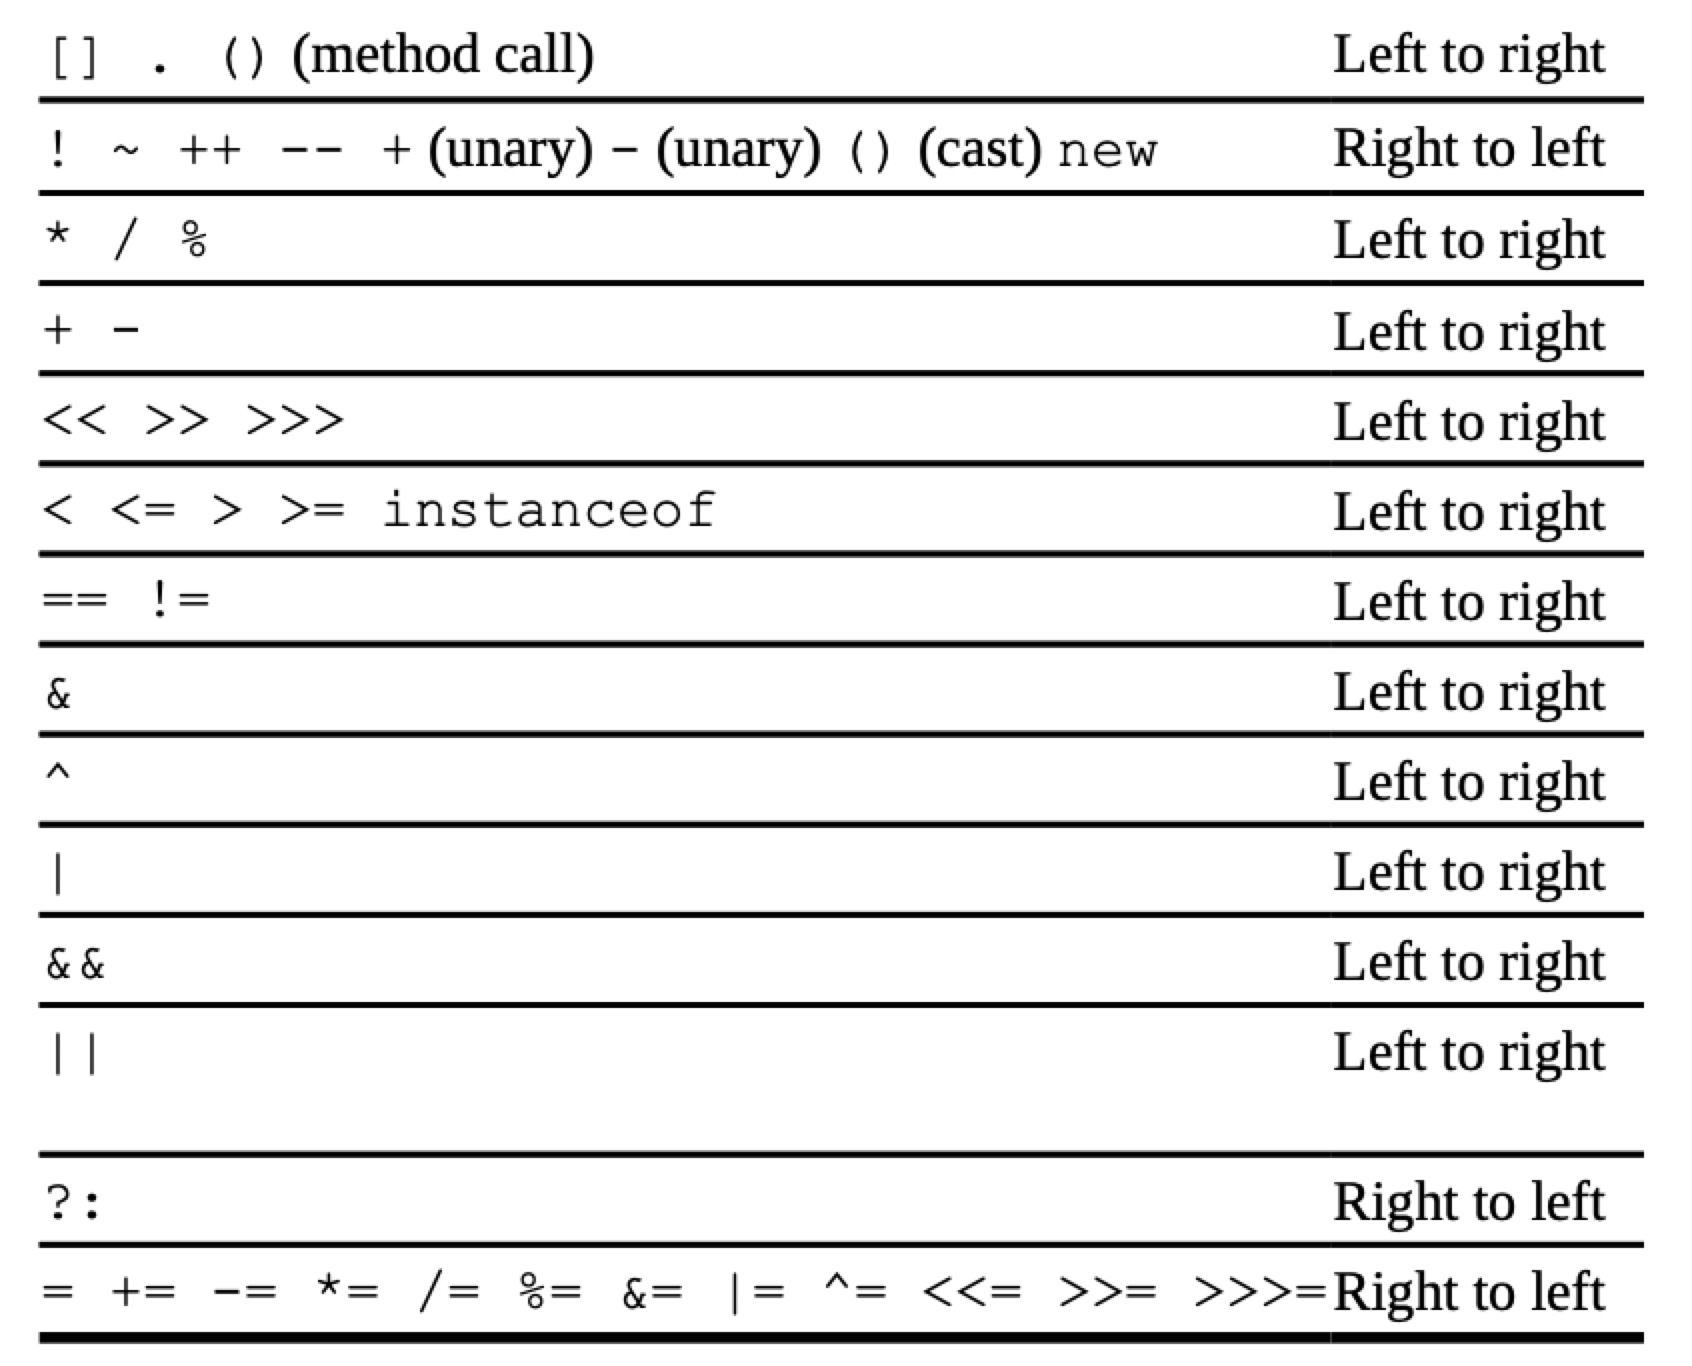 [] . () (method call) Left to right
! ~ ++ -- + (unary) – (unary) () (cast) new Right to left
* / % Left to right
+ - Left to right
<< >> >>> Left to right
< <= > >= instanceof Left to right
== != Left to right
& Left to right
^ Left to right
| Left to right
&& Left to right
|| Left to right
?: Right to left
= += -= *= /= %= &= |= ^= <<= >>= >>>= Right to left